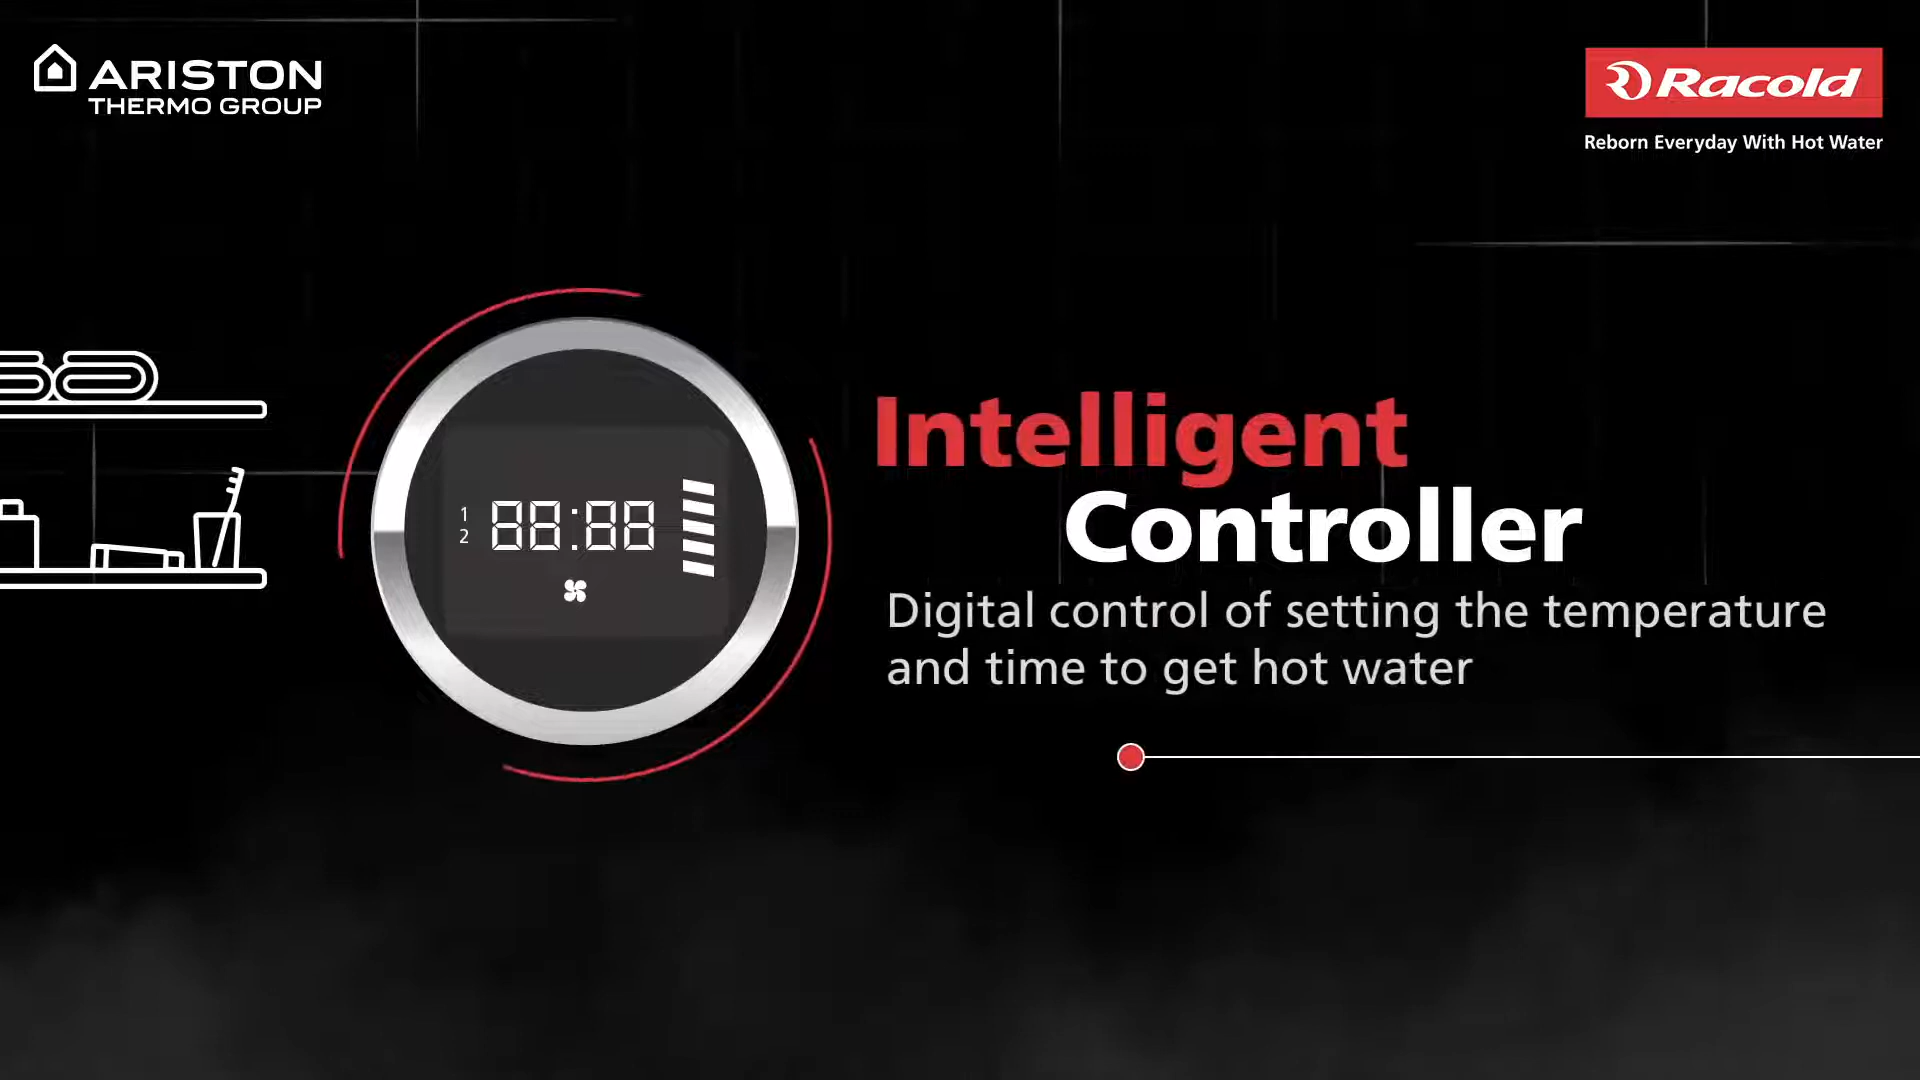 ARISTON
THERMO GROUP
Racold
Reborn Everyday With Hot Water
1
2
88:88
Intelligent
Controller
Digital control of setting the temperature
and time to get hot water